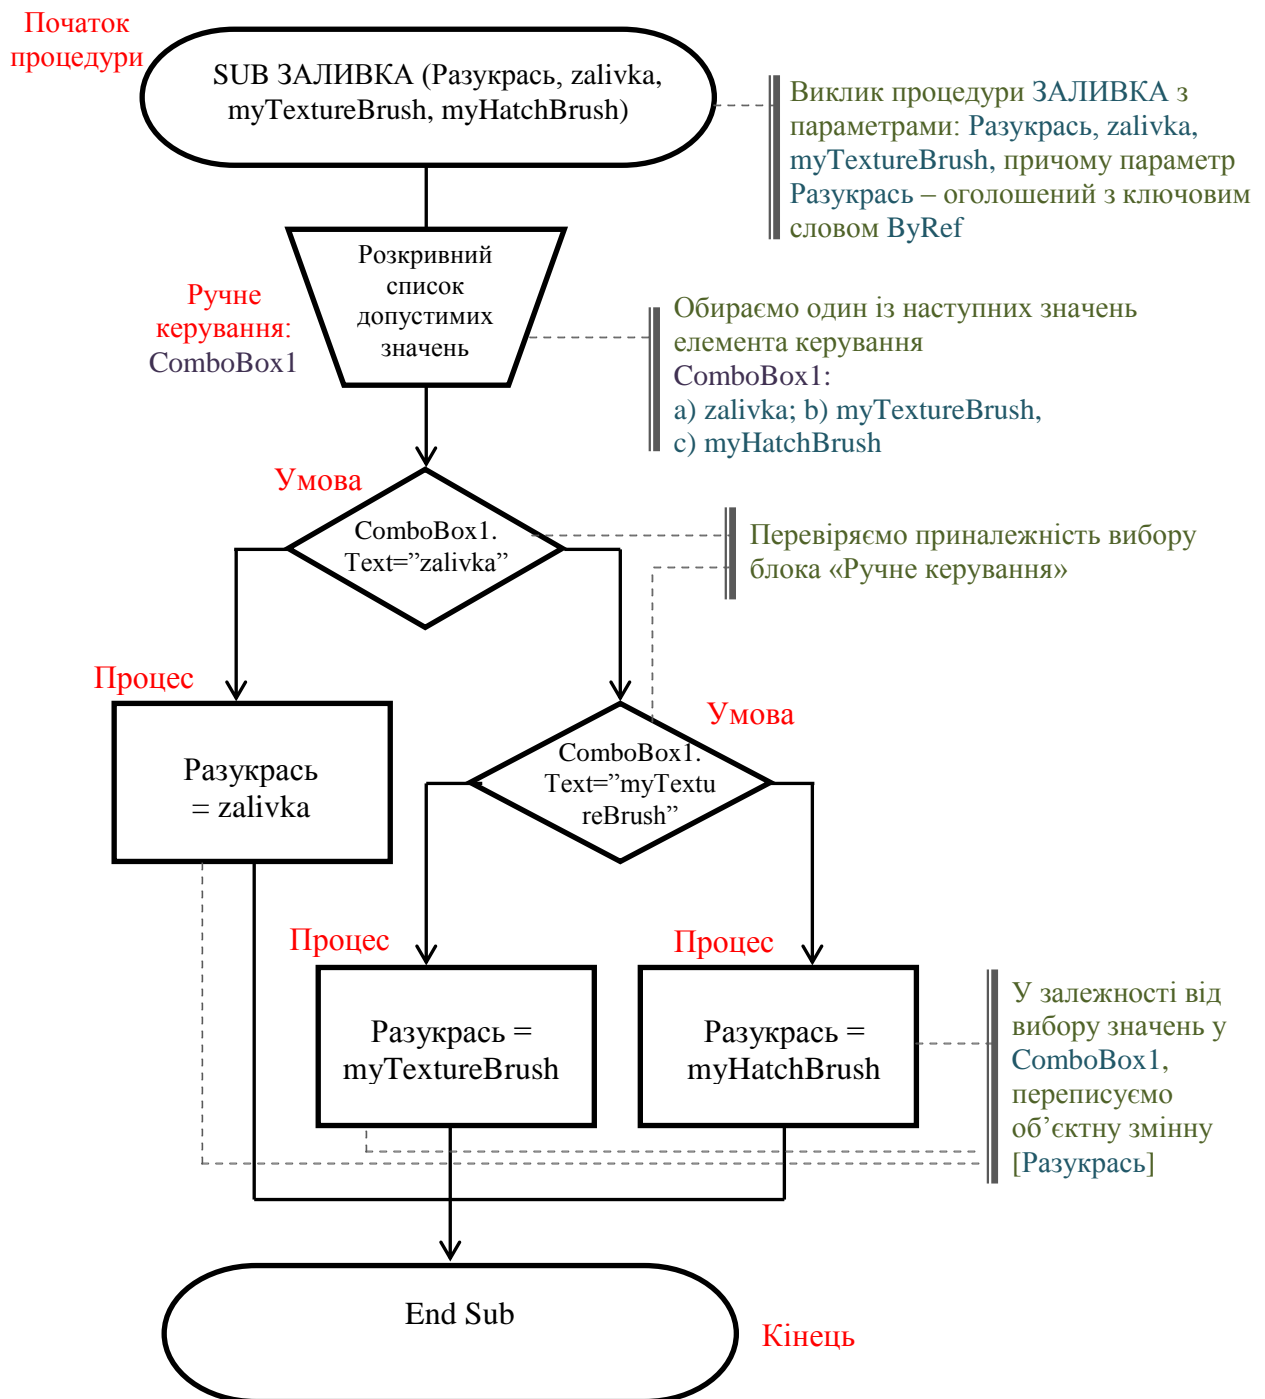 Початок
процедури
SUB ЗАЛИВКА (Разукрась, zalivka,
myTextureBrush, myHatchBrush)
Виклик процедури ЗАЛИВКА з
параметрами: Разукрась, zalivka,
myTextureBrush, причому параметр
Разукрась – оголошений з ключовим
словом ByRef
Розкривний
список
допустимих
значень
Ручне
керування:
ComboBox1
Обираємо один із наступних значень
елемента керування
ComboBox1:
a) zalivka; b) myTextureBrush,
c) myHatchBrush
Умова
ComboBox1.
Text=”zalivka”
Перевіряємо приналежність вибору
блока «Ручне керування»
Процес
Разукрась
= zalivka
Умова
ComboBox1.
Text=”myTextu
reBrush”
Процес
Разукрась =
myTextureBrush
Процес
Разукрась =
myHatchBrush
У залежності від
вибору значень у
ComboBox1,
переписуємо
об’єктну змінну
[Разукрась]
End Sub
Кінець